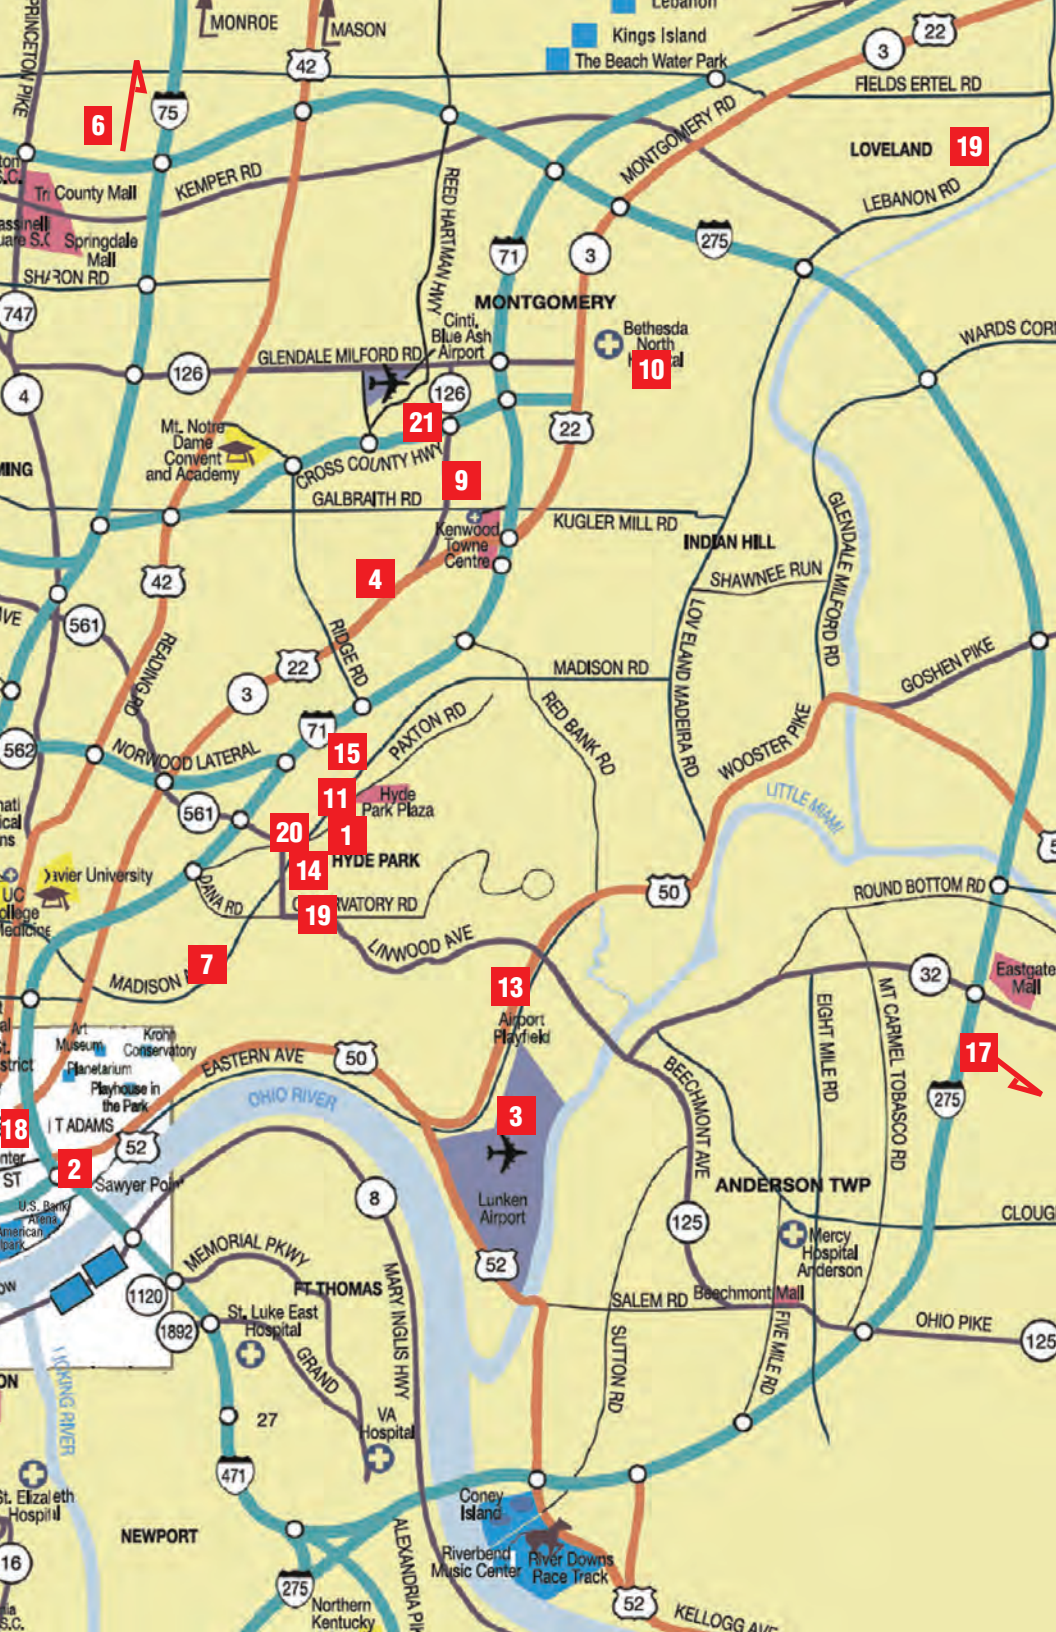 Lebanon
Kings Island
The Beach Water Park
MONROE
MASON
PRINCETON PIKE
42
22
3
FIELDS ERTEL RD
75
6
MONTGOMERY RD
LOVELAND
19
KEMPER RD
LEBANON RD
Tri County Mall
Springdale
Mall
REED HARTMAN HWY
71
3
275
SHARON RD
747
MONTGOMERY
Cinti.
Blue Ash
Airport
Bethesda
North
10
WARDS
GLENDALE MILFORD RD
126
126
4
21
22
Mt. Notre
Dame
Convent
and Academy
CROSS COUNTY HWY
9
GALBRAITH RD
KUGLER MILL RD
Kenwood
Towne
Centre
INDIAN HILL
GLENDALE MILFORD RD
SHAWNEE RUN
4
42
561
READING RD
RIDGE RD
22
3
MADISON RD
LOVELAND MADEIRA RD
GOSHEN PIKE
RED BANK RD
PAXTON RD
WOOSTER PIKE
71
562
NORWOOD LATERAL
15
LITTLE MIAMI
11
Hyde
Park Plaza
561
20
1
HYDE PARK
14
Xavier University
UC
College
Medicine
DANA RD
19
50
ROUND BOTTOM RD
LINWOOD AVE
7
MADISON
13
Airport
Playfield
32
Eastgate
Mall
EIGHT MILE RD
MT CARMEL TOBASCO RD
17
Art
Museum
Krohn
Conservatory
Planetarium
Playhouse in
the Park
EASTERN AVE
50
OHIO RIVER
BEECHMONT AVE
275
18
3
52
2
ST
Sawyer Point
U.S. Bank
Arena
8
Lunken
Airport
125
ANDERSON TWP
Mercy
Hospital
Anderson
52
MEMORIAL PKWY
1120
FT THOMAS
MARY INGLIS HWY
SALEM RD
Beechmont Mall
OHIO PIKE
125
1892
St. Luke East
Hospital
GRAND
SUTTON RD
FIVE MILE RD
LICKING RIVER
27
VA
Hospital
471
St. Elizabeth
Hospital
NEWPORT
Coney
Island
Riverbend
Music Center
River Downs
Race Track
ALEXANDRIA
16
275
Northern
Kentucky
52
KELLOGG AVE